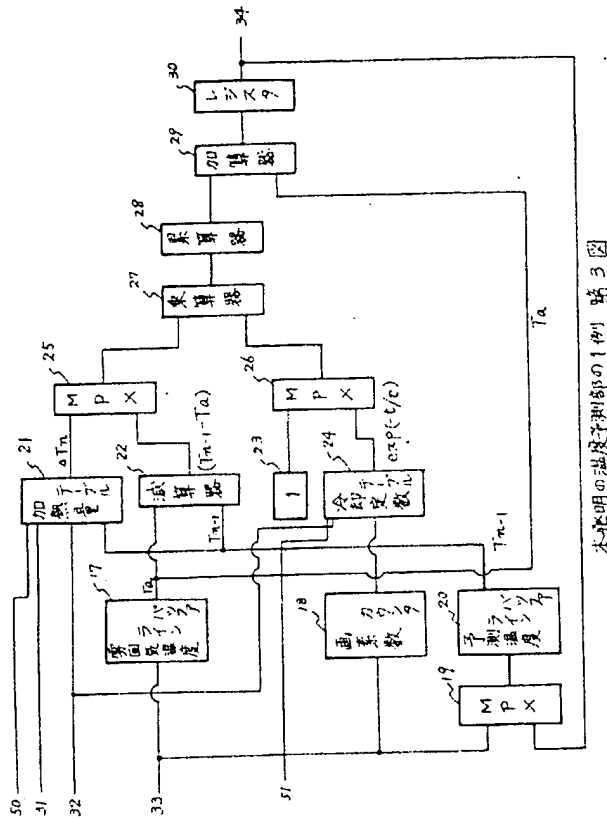 50
31
32
33
51
17
雰囲気温度
ライン
バッファ
Ta
18
画素数
カウンタ
19
MPX
20
予測温度
ライン
バッファ
Tn-1
21
加熱量
テーブル
ΔTn
22
減算器
(Tn-1-Ta)
Tn-1
23
1
24
冷却定数
テーブル
exp(-t/c)
25
MPX
26
MPX
27
乗算器
28
累算器
29
加算器
30
レジスタ
34
Ta
本発明の温度予測部の1例 第3図